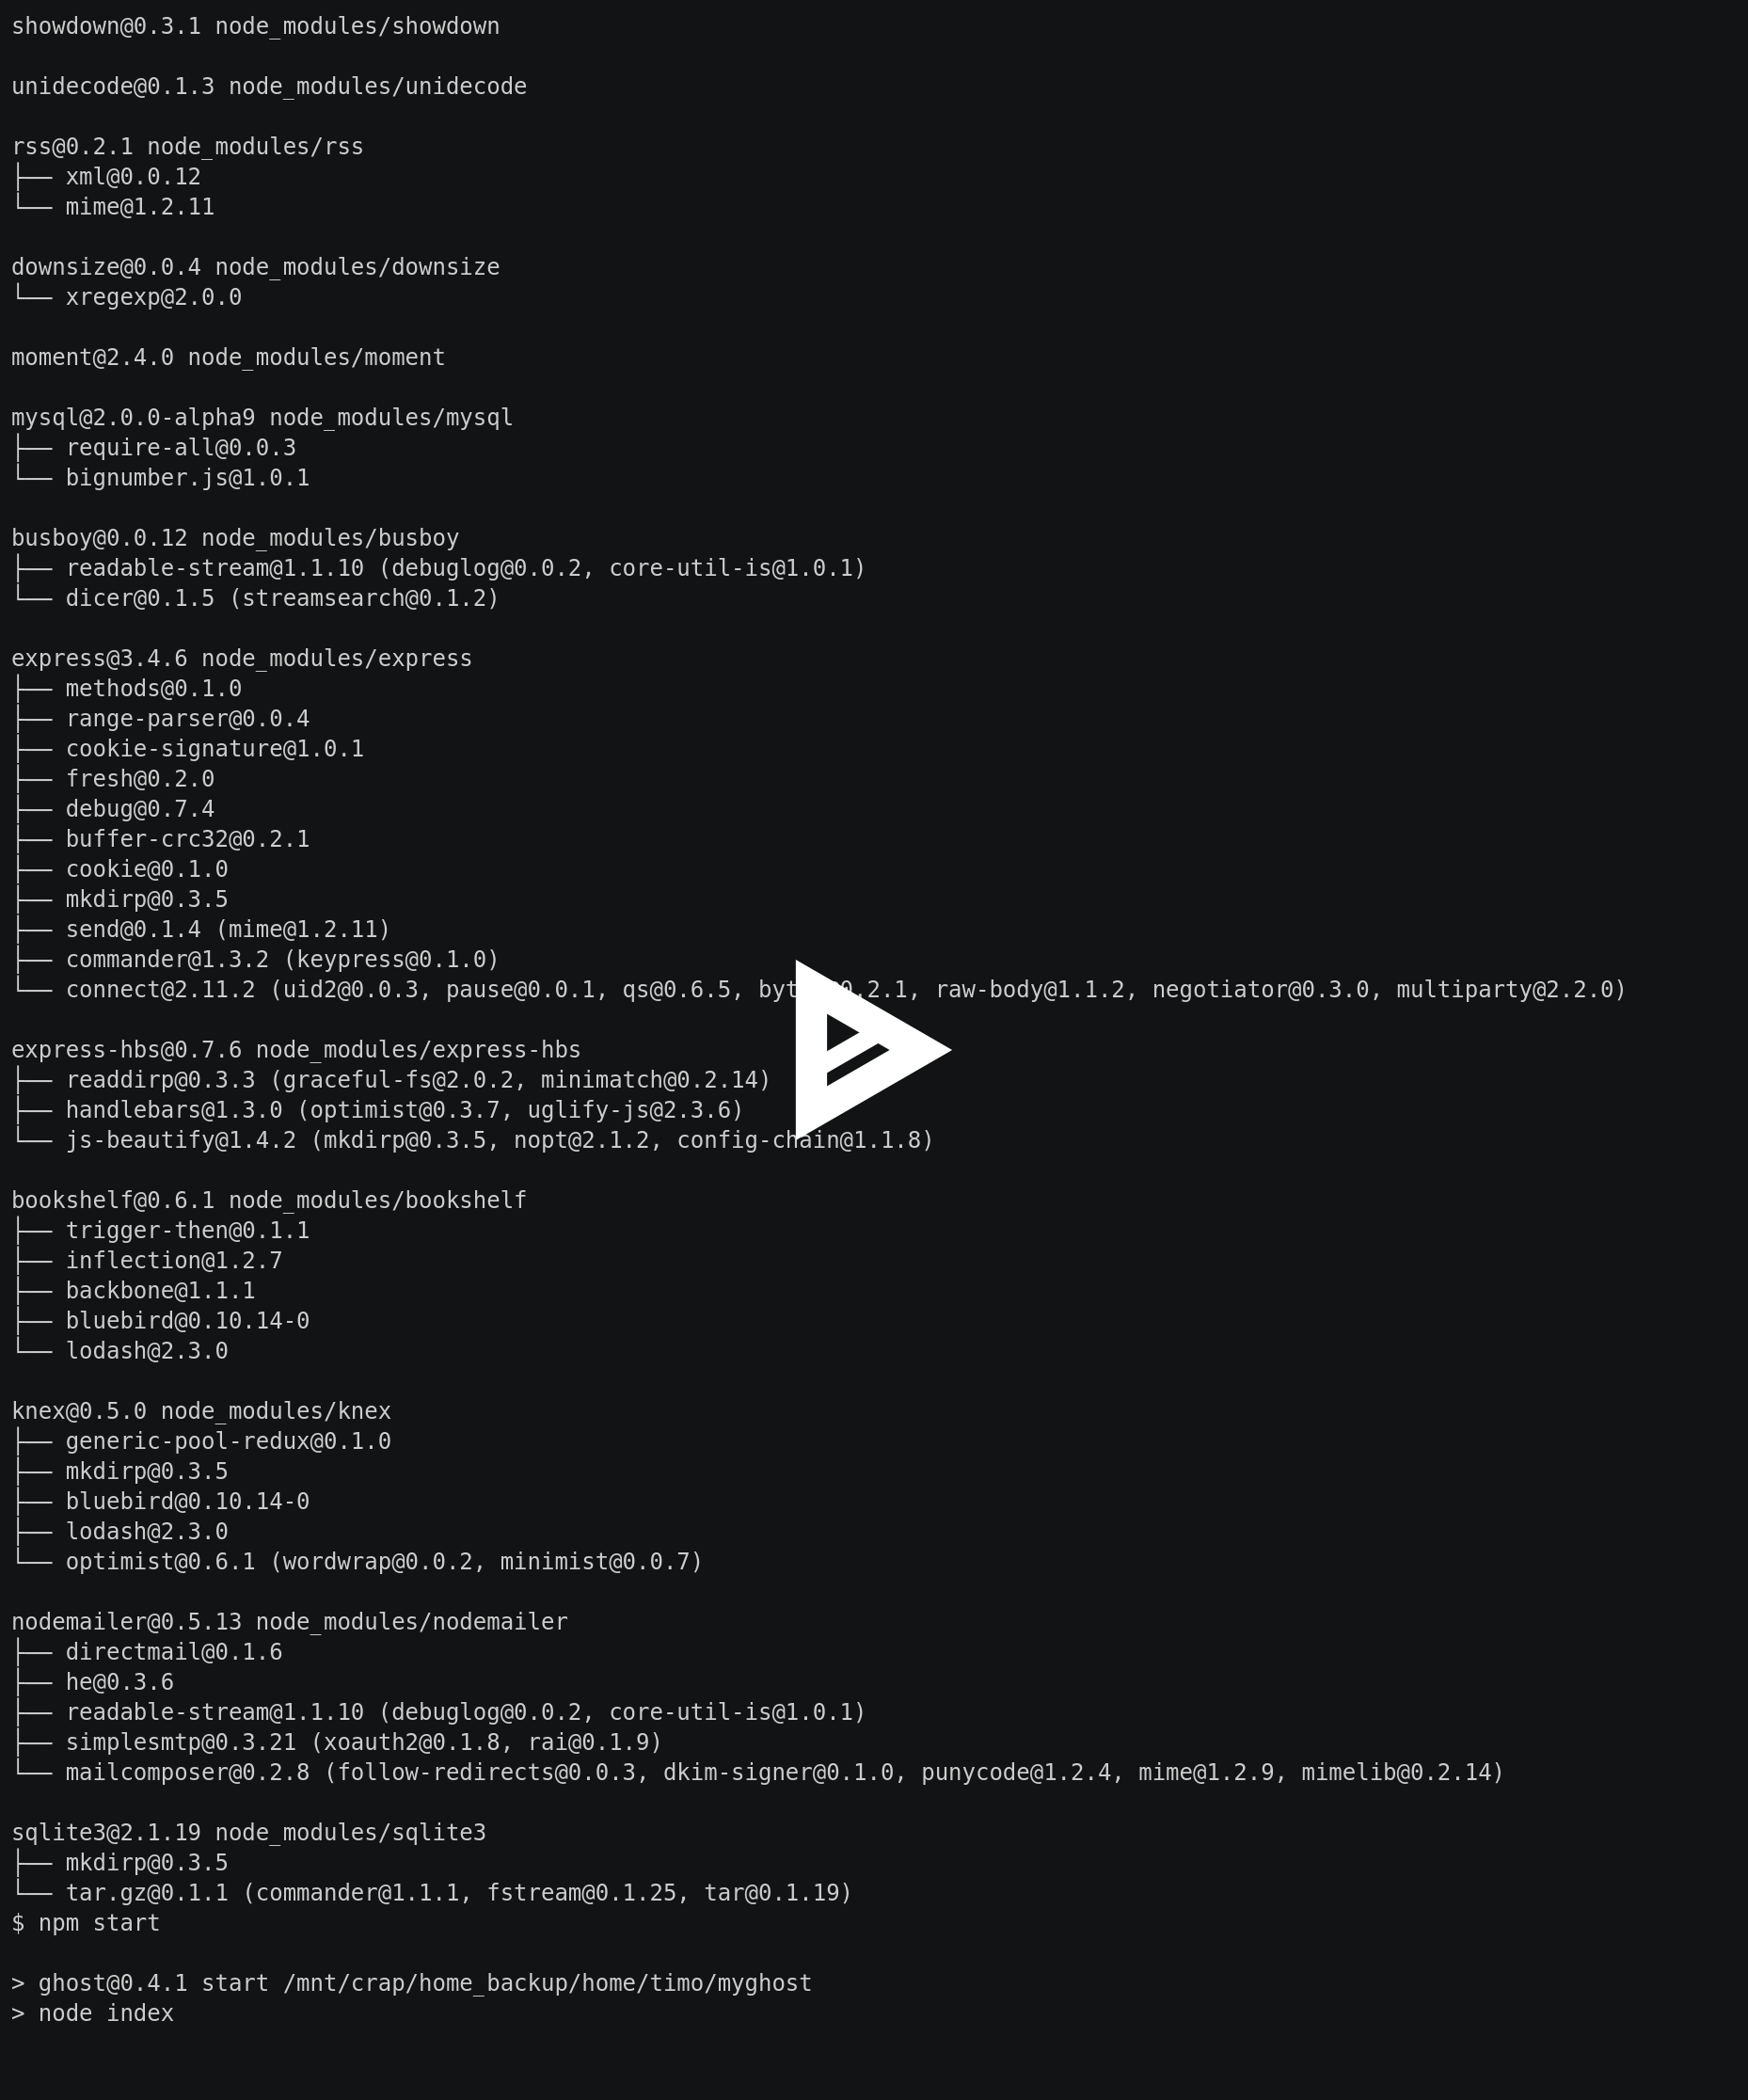 showdown@0.3.1 node_modules/showdown

unidecode@0.1.3 node_modules/unidecode

rss@0.2.1 node_modules/rss
├── xml@0.0.12
└── mime@1.2.11

downsize@0.0.4 node_modules/downsize
└── xregexp@2.0.0

moment@2.4.0 node_modules/moment

mysql@2.0.0-alpha9 node_modules/mysql
├── require-all@0.0.3
└── bignumber.js@1.0.1

busboy@0.0.12 node_modules/busboy
├── readable-stream@1.1.10 (debuglog@0.0.2, core-util-is@1.0.1)
└── dicer@0.1.5 (streamsearch@0.1.2)

express@3.4.6 node_modules/express
├── methods@0.1.0
├── range-parser@0.0.4
├── cookie-signature@1.0.1
├── fresh@0.2.0
├── debug@0.7.4
├── buffer-crc32@0.2.1
├── cookie@0.1.0
├── mkdirp@0.3.5
├── send@0.1.4 (mime@1.2.11)
├── commander@1.3.2 (keypress@0.1.0)
└── connect@2.11.2 (uid2@0.0.3, pause@0.0.1, qs@0.6.5, raw-body@1.1.2, negotiator@0.3.0, multiparty@2.2.0)

express-hbs@0.7.6 node_modules/express-hbs
├── readdirp@0.3.3 (graceful-fs@2.0.2, minimatch@0.2.14)
├── handlebars@1.3.0 (optimist@0.3.7, uglify-js@2.3.6)
└── js-beautify@1.4.2 (mkdirp@0.3.5, nopt@2.1.2, config-chain@1.1.8)

bookshelf@0.6.1 node_modules/bookshelf
├── trigger-then@0.1.1
├── inflection@1.2.7
├── backbone@1.1.1
├── bluebird@0.10.14-0
└── lodash@2.3.0

knex@0.5.0 node_modules/knex
├── generic-pool-redux@0.1.0
├── mkdirp@0.3.5
├── bluebird@0.10.14-0
├── lodash@2.3.0
└── optimist@0.6.1 (wordwrap@0.0.2, minimist@0.0.7)

nodemailer@0.5.13 node_modules/nodemailer
├── directmail@0.1.6
├── he@0.3.6
├── readable-stream@1.1.10 (debuglog@0.0.2, core-util-is@1.0.1)
├── simplesmtp@0.3.21 (xoauth2@0.1.8, rai@0.1.9)
└── mailcomposer@0.2.8 (follow-redirects@0.0.3, dkim-signer@0.1.0, punycode@1.2.4, mime@1.2.9, mimelib@0.2.14)

sqlite3@2.1.19 node_modules/sqlite3
├── mkdirp@0.3.5
└── tar.gz@0.1.1 (commander@1.1.1, fstream@0.1.25, tar@0.1.19)
$ npm start

> ghost@0.4.1 start /mnt/crap/home_backup/home/timo/myghost
> node index